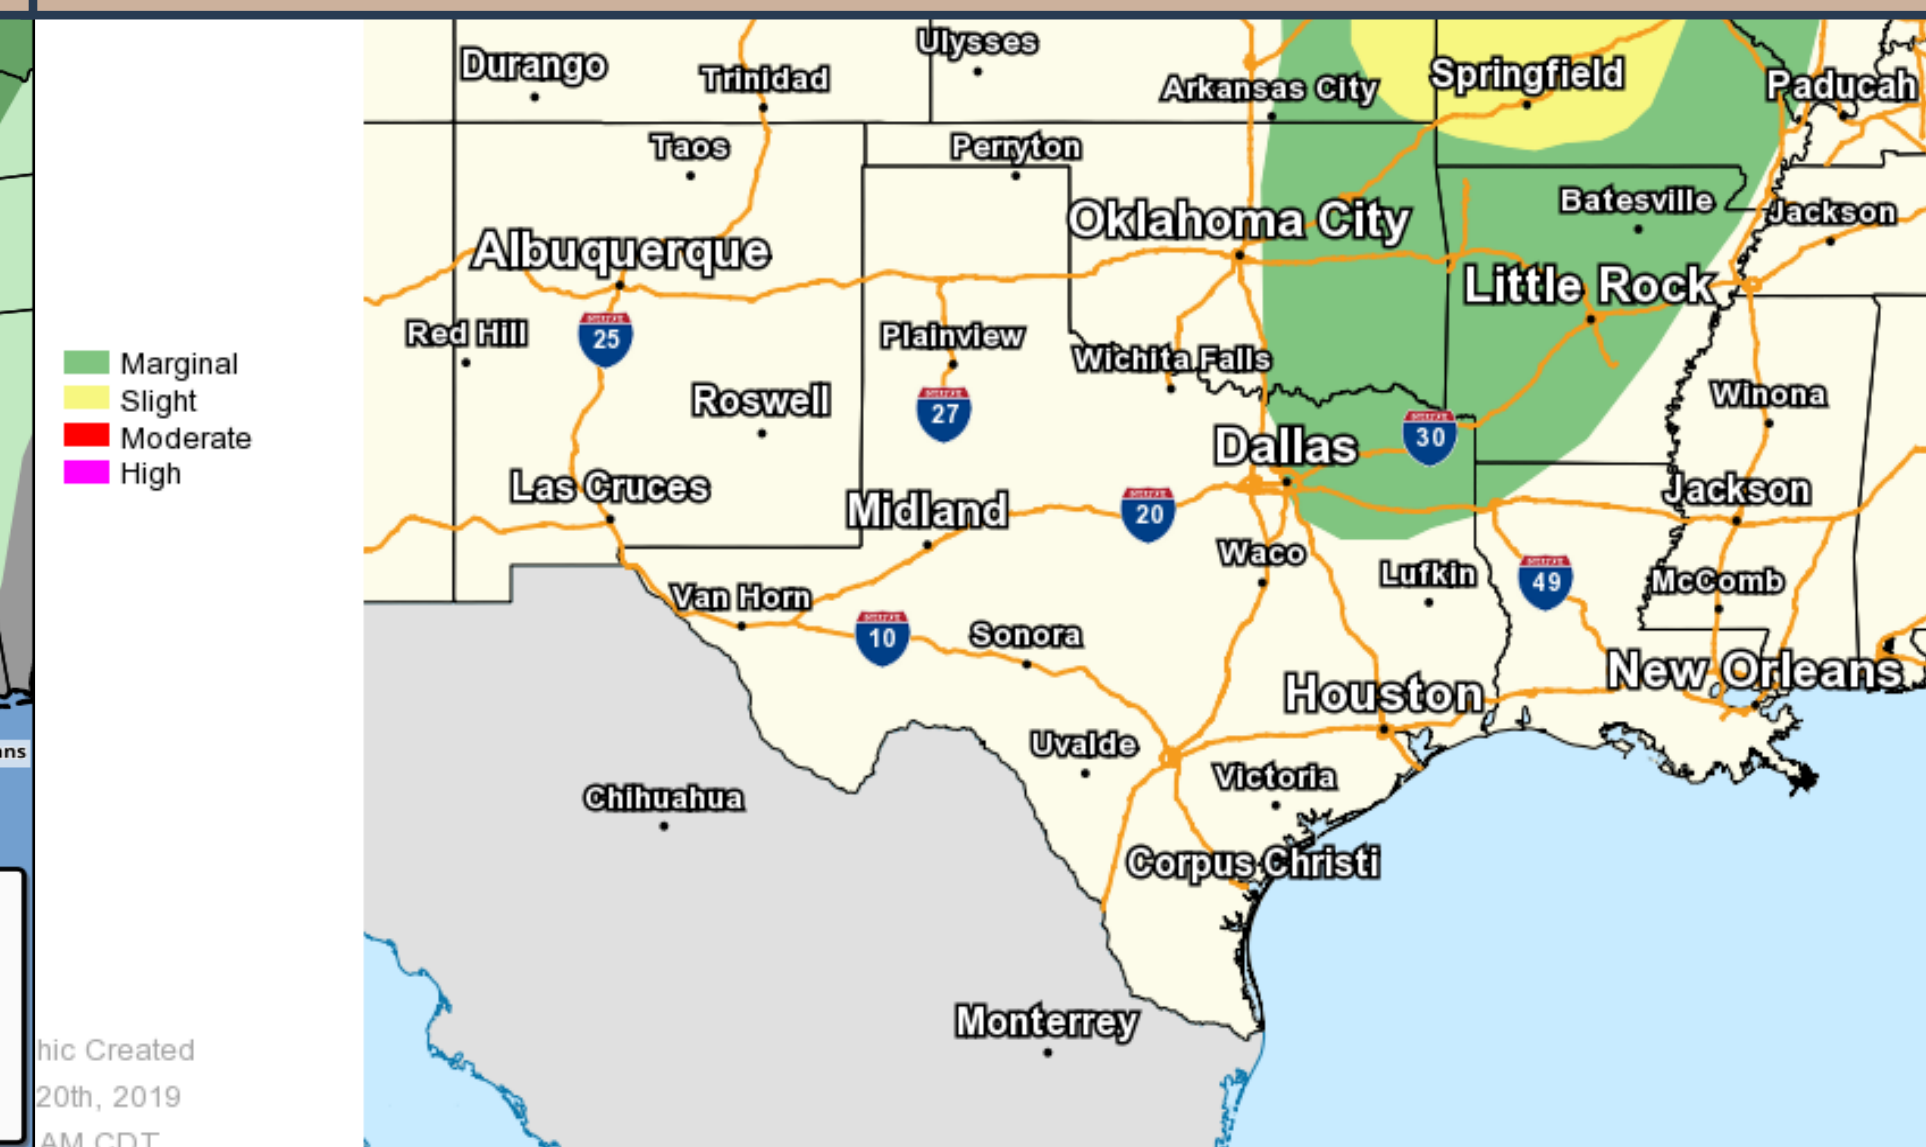 Ulysses
Durango
Trinidad
Arkansas City
Springfield
Paducah
Taos
Perryton
Oklahoma City
Batesville
Jackson
Albuquerque
Little Rock
Red Hill
25
Plainview
Wichita Falls
Marginal
Slight
Moderate
High
Roswell
27
Winona
Dallas
30
Las Cruces
Midland
20
Jackson
Waco
Lufkin
49
McComb
Van Horn
10
Sonora
New Orleans
Houston
Uvalde
ns
Victoria
Chihuahua
Corpus Christi
Monterrey
hic Created
20th, 2019
AM CDT